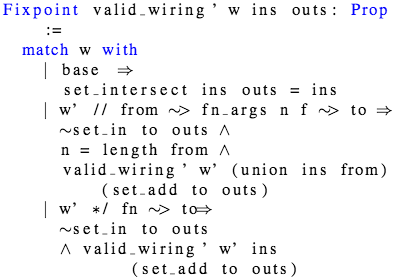 Fixpoint valid_wiring' w ins outs: Prop
:=
match w with
| base ⇒
set_intersect ins outs = ins
| w' // from ~> fn_args n f ~> to ⇒
~set_in to outs ∧
n = length from ∧
valid_wiring' w' (union ins from)
(set_add to outs)
| w' */ fn ~> to⇒
~set_in to outs
∧ valid_wiring' w' ins
(set_add to outs)